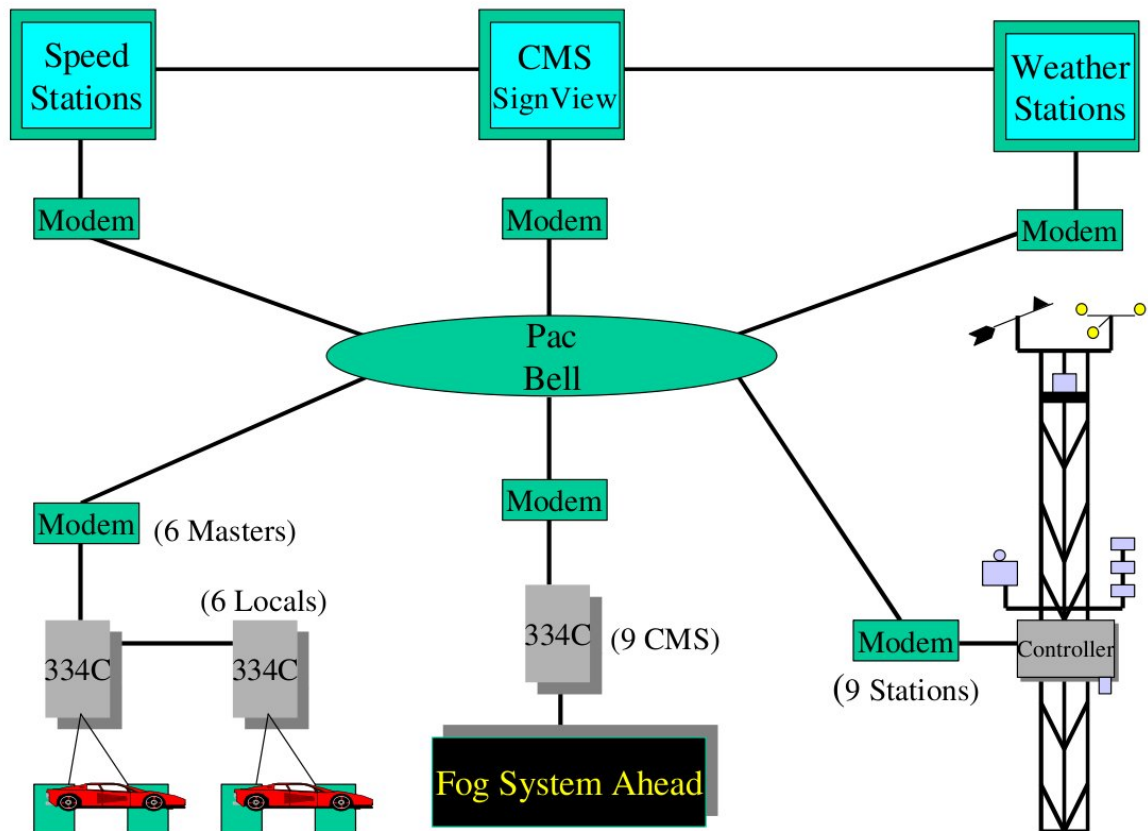 Speed
Stations
CMS
SignView
Weather
Stations
Modem
Modem
Modem
Pac
Bell
Modem
(6 Masters)
Modem
(6 Locals)
334C
334C
334C
(9 CMS)
Modem
Controller
(9 Stations)
Fog System Ahead